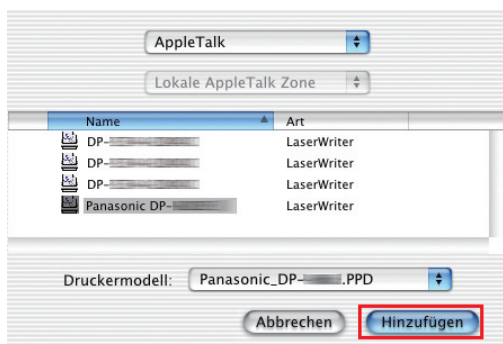 AppleTalk
Lokale AppleTalk Zone
Name Art
DP- LaserWriter
DP- LaserWriter
DP- LaserWriter
Panasonic DP- LaserWriter
Druckermodell: Panasonic_DP- .PPD
Abbrechen Hinzufügen